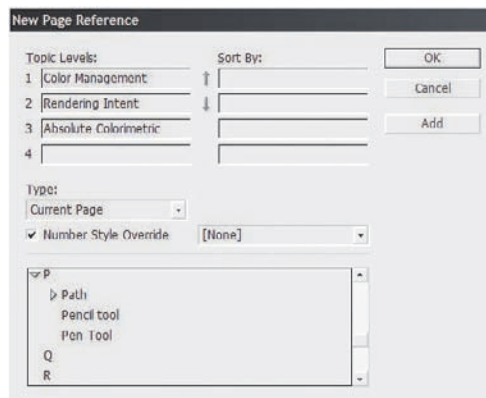 New Page Reference
Topic Levels: Sort By: OK
1 Color Management
Cancel
2 Rendering Intent
3 Absolute Colorimetric Add
4
Type:
Current Page
Number Style Override [None]
P
Path
Pencil tool
Pen Tool
Q
R